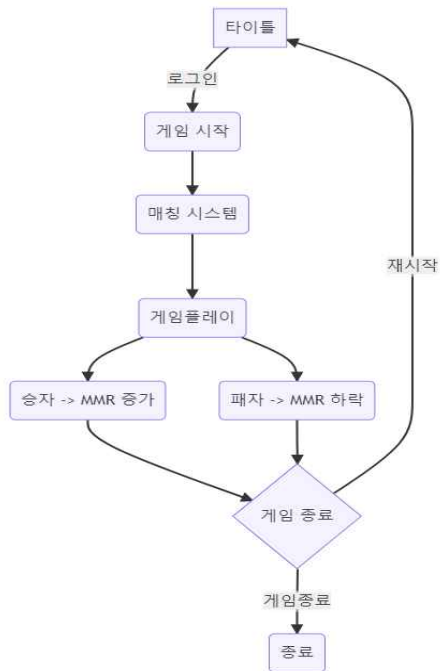 타이틀
로그인
게임 시작
매칭 시스템
재시작
게임플레이
승자 -> MMR 증가
패자 -> MMR 하락
게임 종료
게임종료
종료